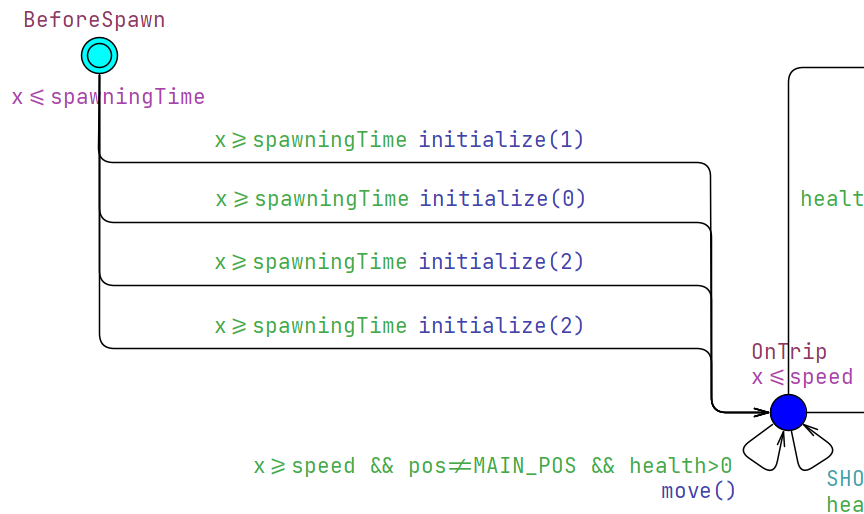 BeforeSpawn
x⩽spawningTime
x⩾spawningTime initialize(1)
x⩾spawningTime initialize(0)
health
x⩾spawningTime initialize(2)
x⩾spawningTime initialize(2)
OnTrip
x⩽speed
x⩾speed && pos≠MAIN_POS && health>0
move()
SHO
hea